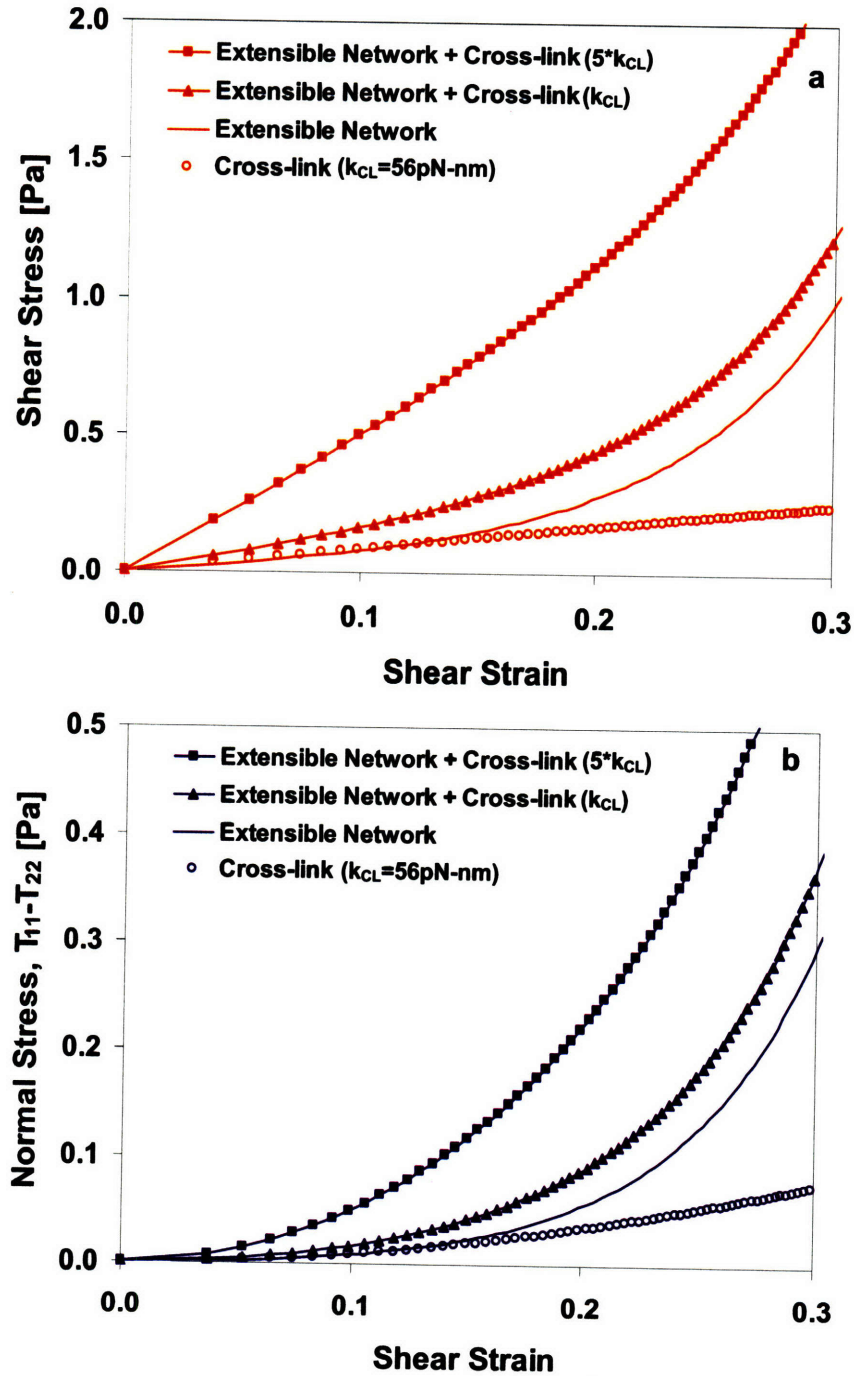 2.0
Extensible Network + Cross-link (5*kCL)
a
Extensible Network + Cross-link (kCL)
Extensible Network
1.5
Cross-link (kCL=56pN-nm)
Shear Stress [Pa]
1.0
0.5
0.0
0.0 0.1 0.2 0.3
Shear Strain
0.5
Extensible Network + Cross-link (5*kCL)
b
Extensible Network + Cross-link (kCL)
0.4
Extensible Network
Cross-link (kCL=56pN-nm)
Normal Stress, T11-T22 [Pa]
0.3
0.2
0.1
0.0
0.0 0.1 0.2 0.3
Shear Strain